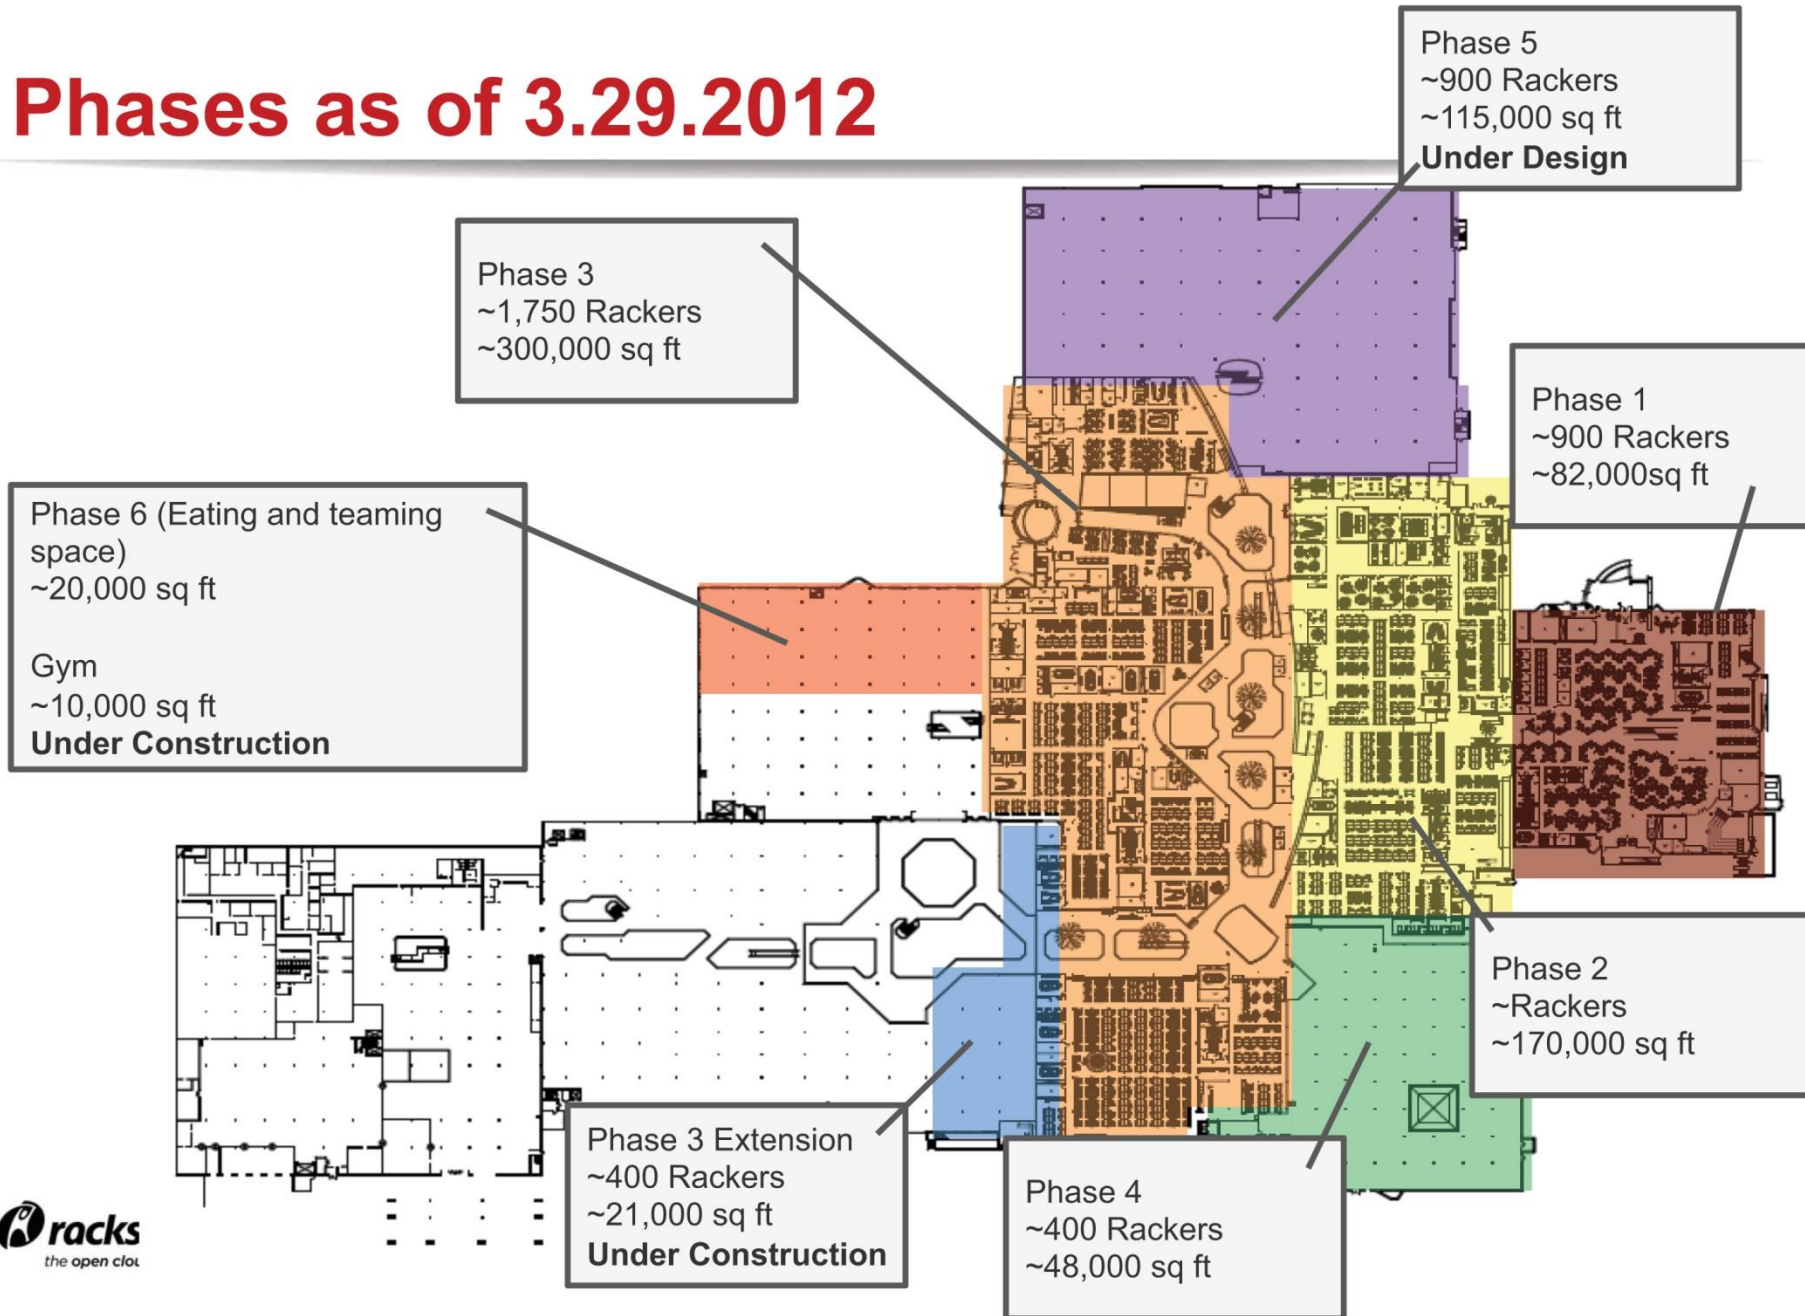 Phases as of 3.29.2012
Phase 5
~900 Rackers
~115,000 sq ft
Under Design
Phase 3
~1,750 Rackers
~300,000 sq ft
Phase 1
~900 Rackers
~82,000sq ft
Phase 6 (Eating and teaming
space)
~20,000 sq ft
Gym
~10,000 sq ft
Under Construction
Phase 2
~Rackers
~170,000 sq ft
Phase 3 Extension
~400 Rackers
~21,000 sq ft
Under Construction
Phase 4
~400 Rackers
~48,000 sq ft
racks
the open clou